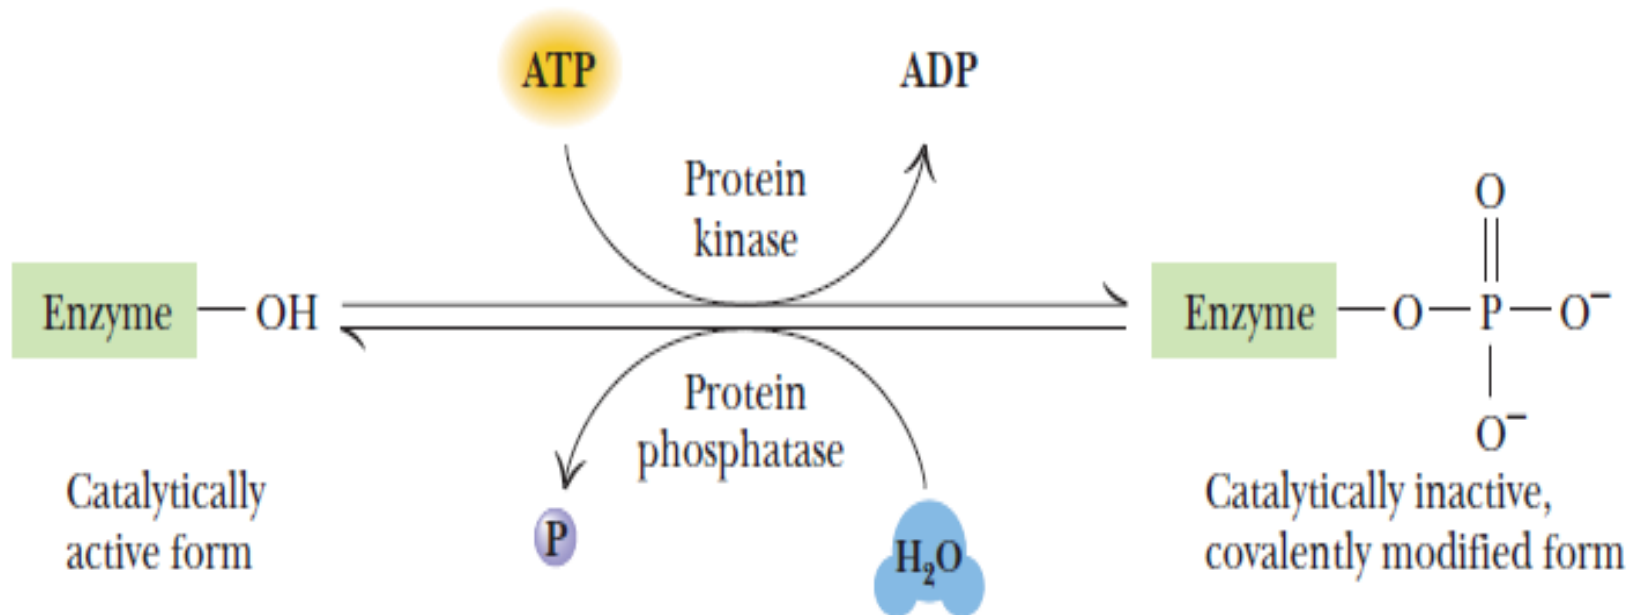 ATP
ADP
Protein
kinase
O
Enzyme — OH
Enzyme —O—P—O⁻
O⁻
Protein
phosphatase
Catalytically
active form
P
H₂O
Catalytically inactive,
covalently modified form